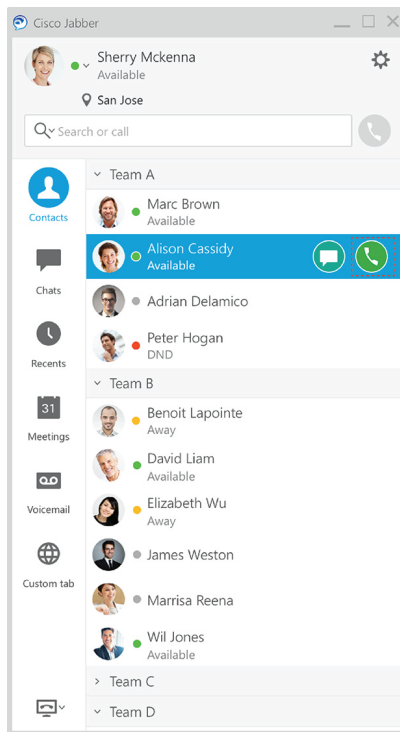 Cisco Jabber
Sherry Mckenna
Available
San Jose
Search or call
Contacts
Chats
Recents
31
Meetings
Voicemail
Custom tab
Team A
Marc Brown
Available
Alison Cassidy
Available
Adrian Delamico
Peter Hogan
DND
Team B
Benoit Lapointe
Away
David Liam
Available
Elizabeth Wu
Away
James Weston
Marrisa Reena
Wil Jones
Available
Team C
Team D